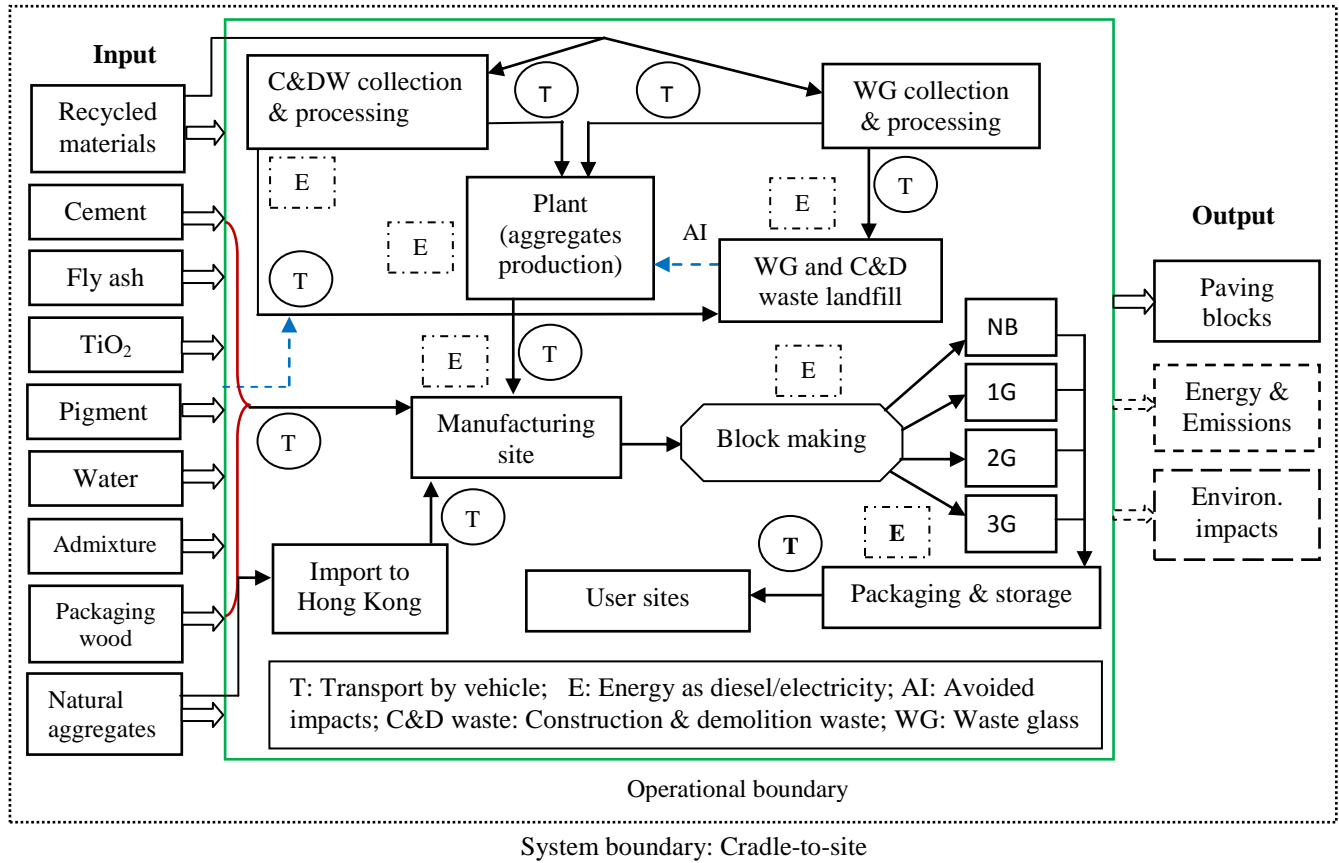 Input
Recycled
materials
Cement
Fly ash
TiO₂
Pigment
Water
Admixture
Packaging
wood
Natural
aggregates
C&DW collection
& processing
T
T
WG collection
& processing
E
E
Plant
(aggregates
production)
E
T
AI
WG and C&D
waste landfill
T
E
T
Manufacturing
site
T
T
Import to
Hong Kong
E
Block making
NB
1G
2G
3G
E
T
Packaging & storage
User sites
T: Transport by vehicle; E: Energy as diesel/electricity; AI: Avoided
impacts; C&D waste: Construction & demolition waste; WG: Waste glass
Output
Paving
blocks
Energy &
Emissions
Environ.
impacts
Operational boundary
System boundary: Cradle-to-site